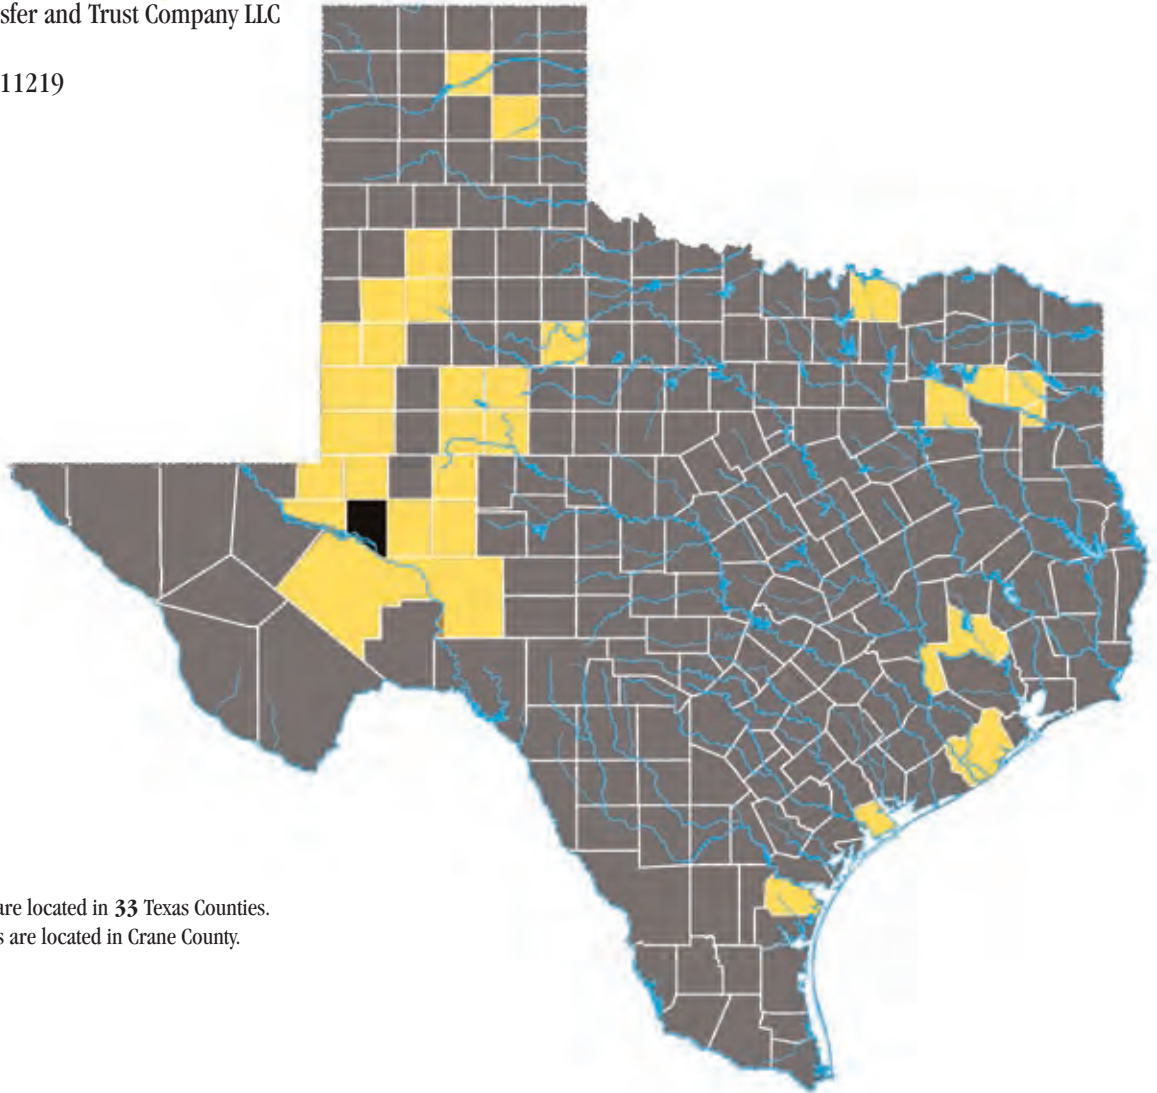 sfer and Trust Company LLC
11219
are located in 33 Texas Counties.
s are located in Crane County.